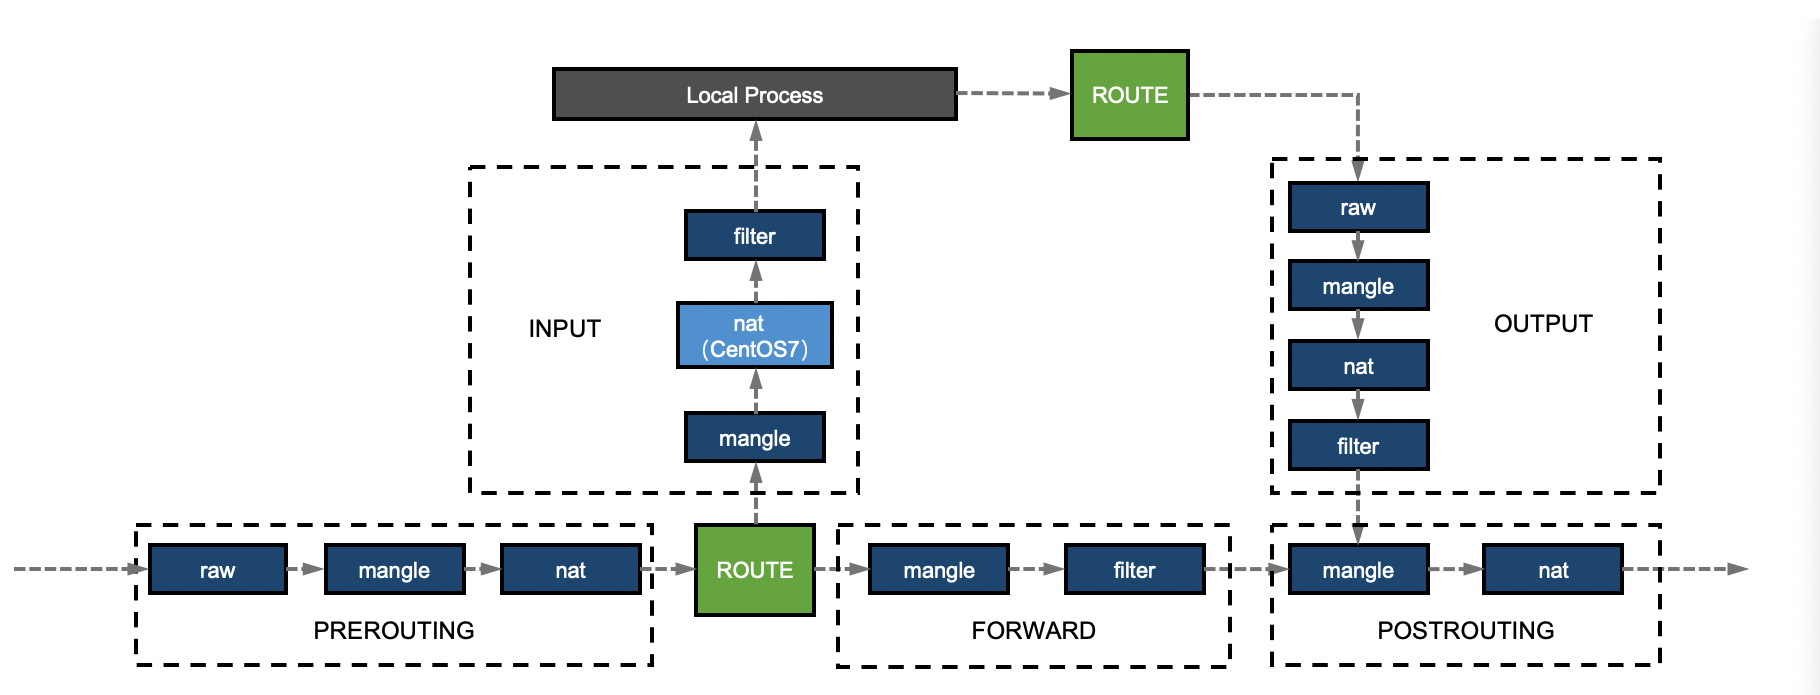 Local Process
ROUTE
filter
nat
（CentOS7）
mangle
INPUT
raw
mangle
nat
filter
OUTPUT
raw
mangle
nat
PREROUTING
ROUTE
mangle
filter
FORWARD
mangle
nat
POSTROUTING